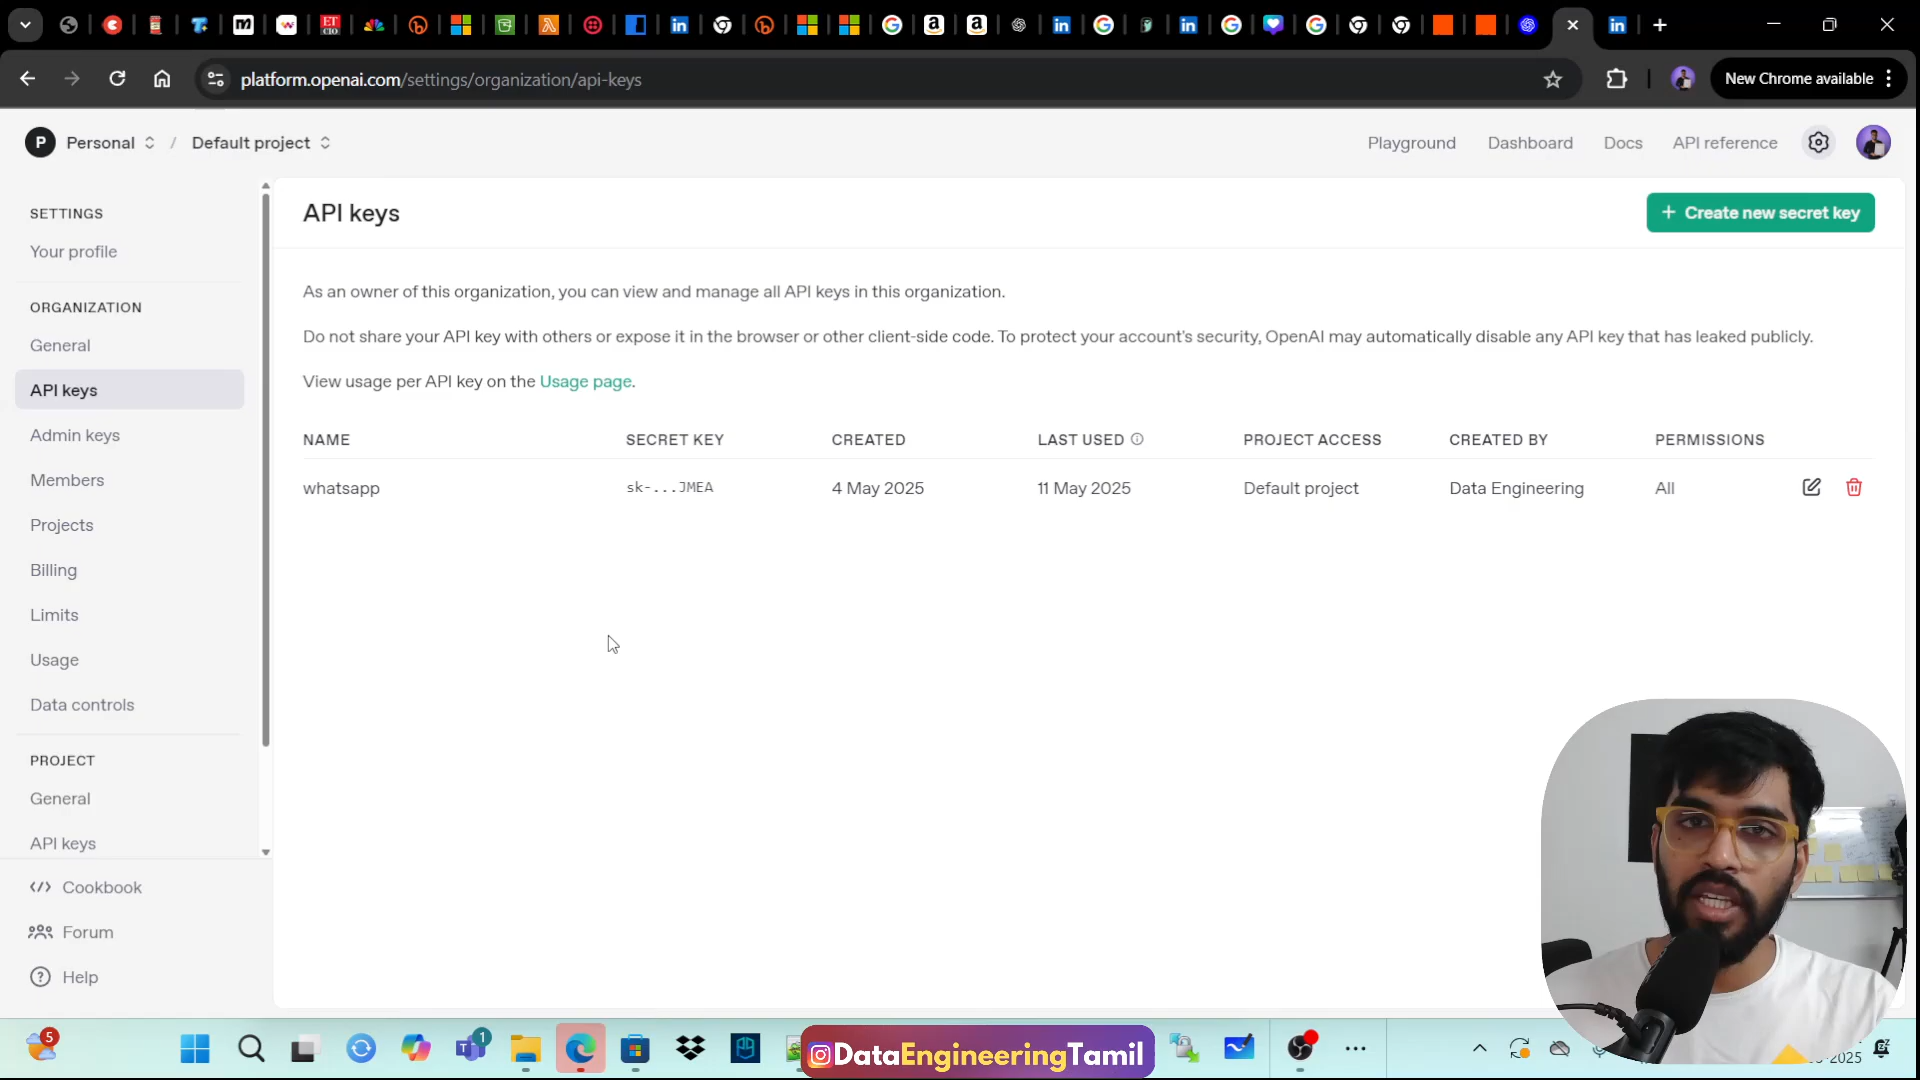 platform.openai.com/settings/organization/api-keys
New Chrome available
P Personal / Default project
Playground
Dashboard
Docs
API reference
SETTINGS
Your profile
ORGANIZATION
General
API keys
Admin keys
Members
Projects
Billing
Limits
Usage
Data controls
PROJECT
General
API keys
Cookbook
Forum
Help
API keys
+ Create new secret key
As an owner of this organization, you can view and manage all API keys in this organization.
Do not share your API key with others or expose it in the browser or other client-side code. To protect your account's security, OpenAI may automatically disable any API key that has leaked publicly.
View usage per API key on the Usage page.
NAME SECRET KEY CREATED LAST USED PROJECT ACCESS CREATED BY PERMISSIONS
whatsapp sk-...JMEA 4 May 2025 11 May 2025 Default project Data Engineering All
5
1
DataEngineeringTamil
2025